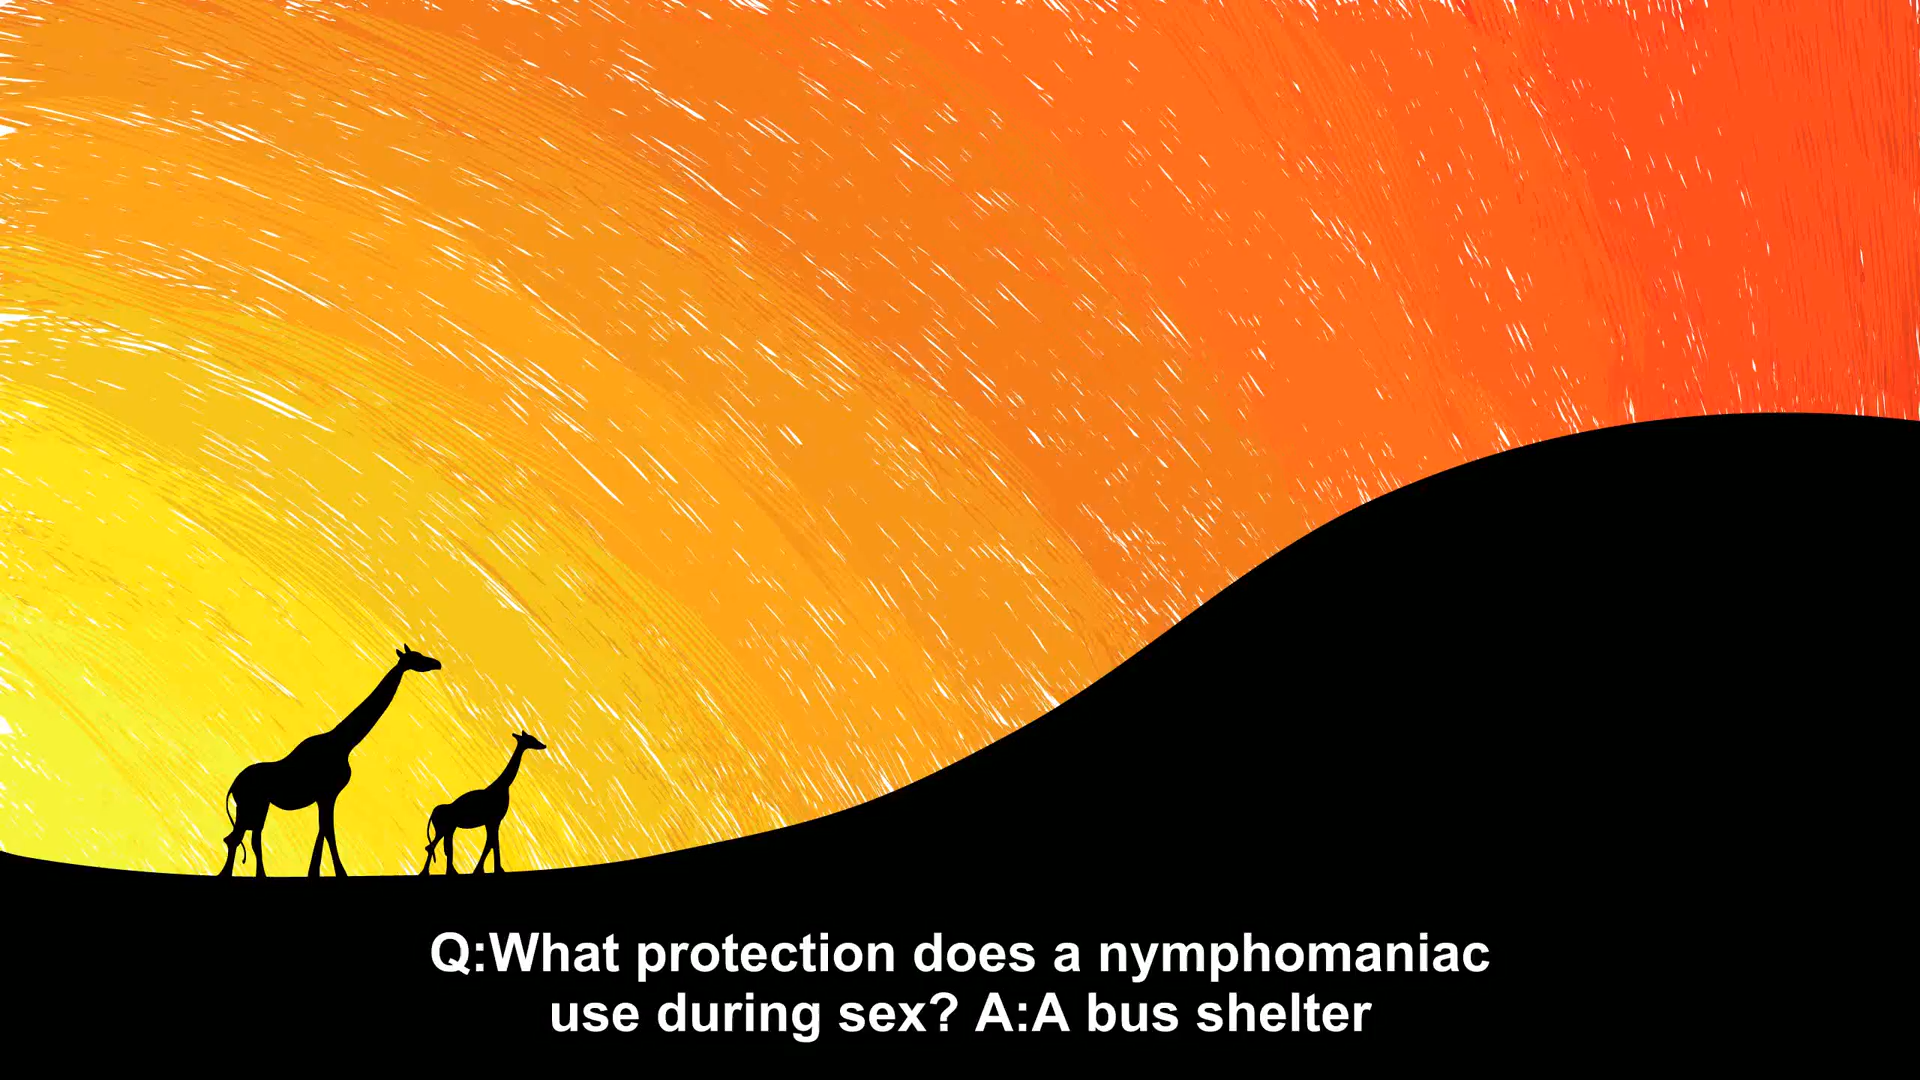 Q:What protection does a nymphomaniac
use during sex? A:A bus shelter